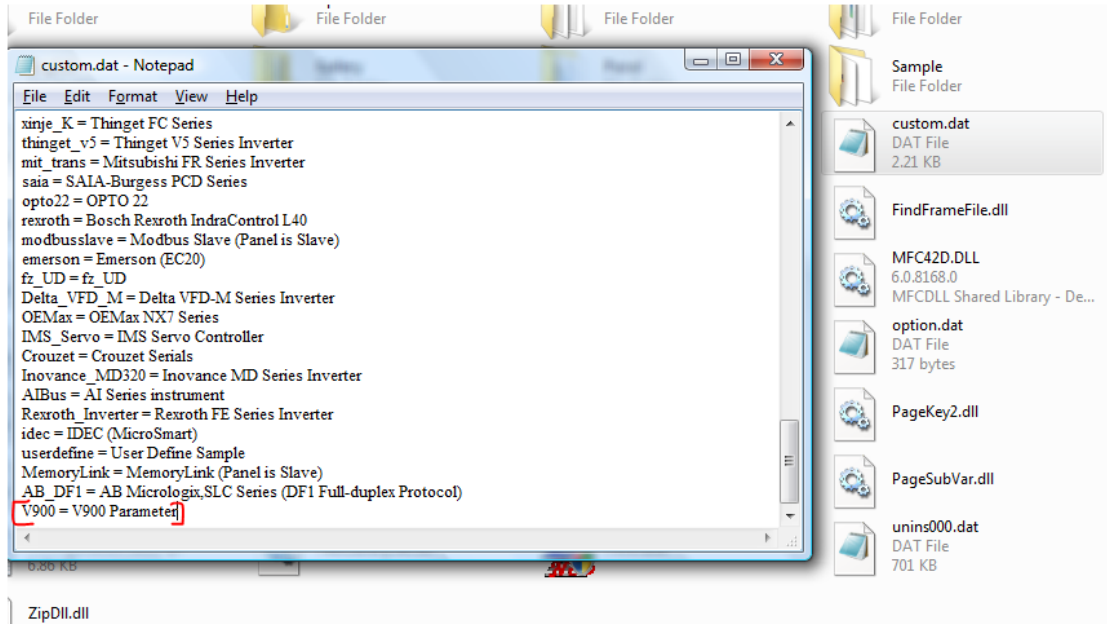 File Folder
File Folder
File Folder
File Folder
custom.dat - Notepad
File Edit Format View Help
xinje_K = Thinget FC Series
thinget_v5 = Thinget V5 Series Inverter
mit_trans = Mitsubishi FR Series Inverter
saia = SAIA-Burgess PCD Series
opto22 = OPTO 22
rexroth = Bosch Rexroth IndraControl L40
modbusslave = Modbus Slave (Panel is Slave)
emerson = Emerson (EC20)
fz_UD = fz_UD
Delta_VFD_M = Delta VFD-M Series Inverter
OEMax = OEMax NX7 Series
IMS_Servo = IMS Servo Controller
Crouzet = Crouzet Serials
Inovance_MD320 = Inovance MD Series Inverter
AIBus = AI Series instrument
Rexroth_Inverter = Rexroth FE Series Inverter
idec = IDEC (MicroSmart)
userdefine = User Define Sample
MemoryLink = MemoryLink (Panel is Slave)
AB_DF1 = AB Micrologix,SLC Series (DF1 Full-duplex Protocol)
V900 = V900 Parameter
6.86 KB
ZipDll.dll
Sample
File Folder
custom.dat
DAT File
2.21 KB
FindFrameFile.dll
MFC42D.DLL
6.0.8168.0
MFCDLL Shared Library - De...
option.dat
DAT File
317 bytes
PageKey2.dll
PageSubVar.dll
unins000.dat
DAT File
701 KB